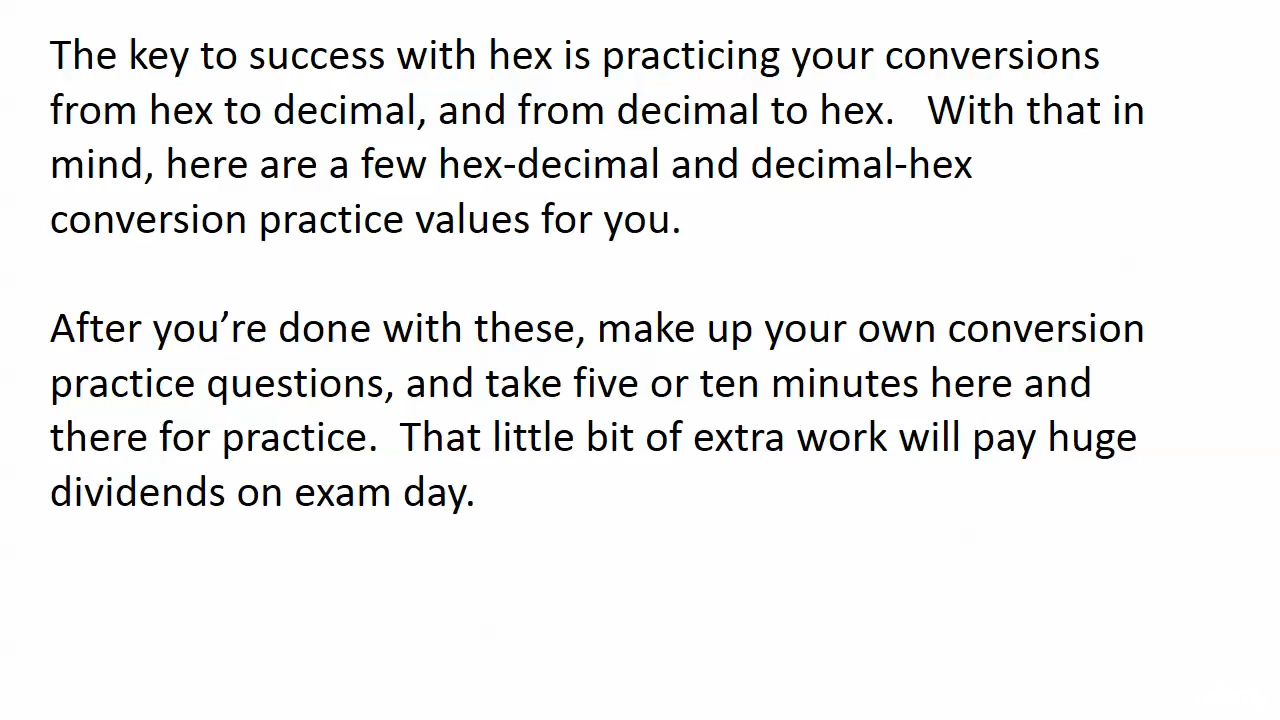 The key to success with hex is practicing your conversions
from hex to decimal, and from decimal to hex.   With that in
mind, here are a few hex-decimal and decimal-hex
conversion practice values for you.
After you’re done with these, make up your own conversion
practice questions, and take five or ten minutes here and
there for practice.  That little bit of extra work will pay huge
dividends on exam day.